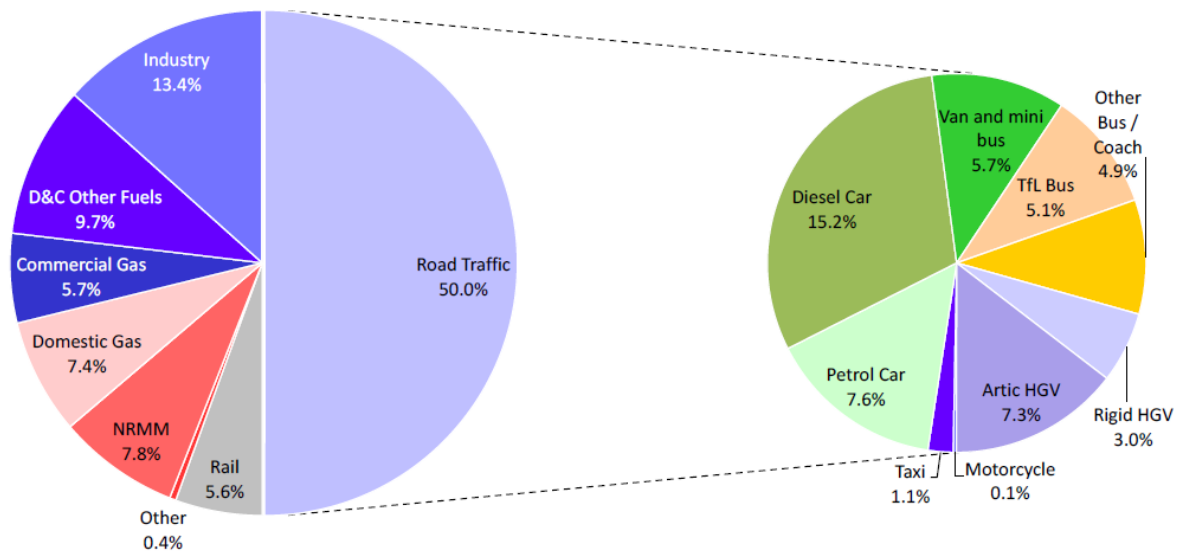 Industry
13.4%
D&C Other Fuels
9.7%
Commercial Gas
5.7%
Domestic Gas
7.4%
NRMM
7.8%
Other
0.4%
Rail
5.6%
Road Traffic
50.0%
Diesel Car
15.2%
Van and mini
bus
5.7%
TfL Bus
5.1%
Other
Bus /
Coach
4.9%
Petrol Car
7.6%
Artic HGV
7.3%
Rigid HGV
3.0%
Taxi
1.1%
Motorcycle
0.1%